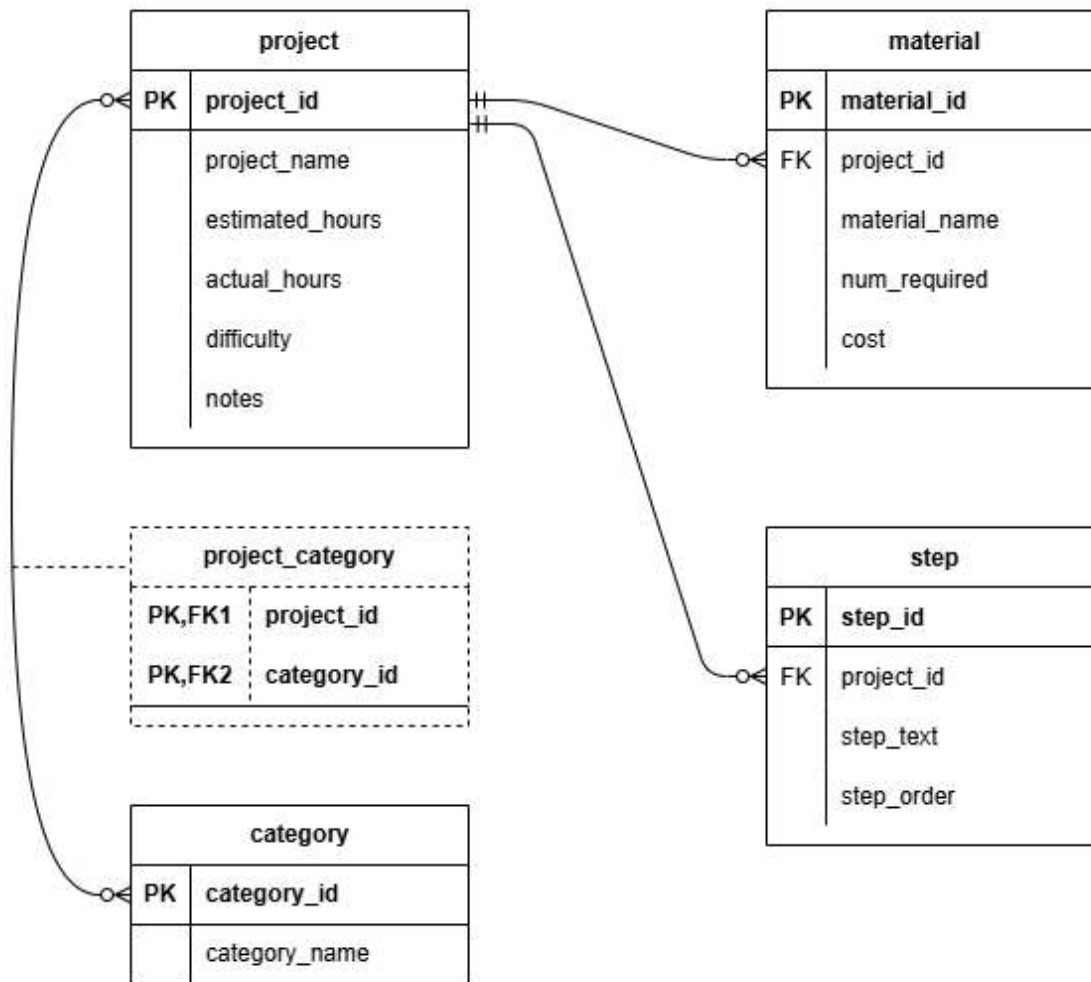 project
PK project_id
project_name
estimated_hours
actual_hours
difficulty
notes
material
PK material_id
FK project_id
material_name
num_required
cost
project_category
PK,FK1 project_id
PK,FK2 category_id
step
PK step_id
FK project_id
step_text
step_order
category
PK category_id
category_name